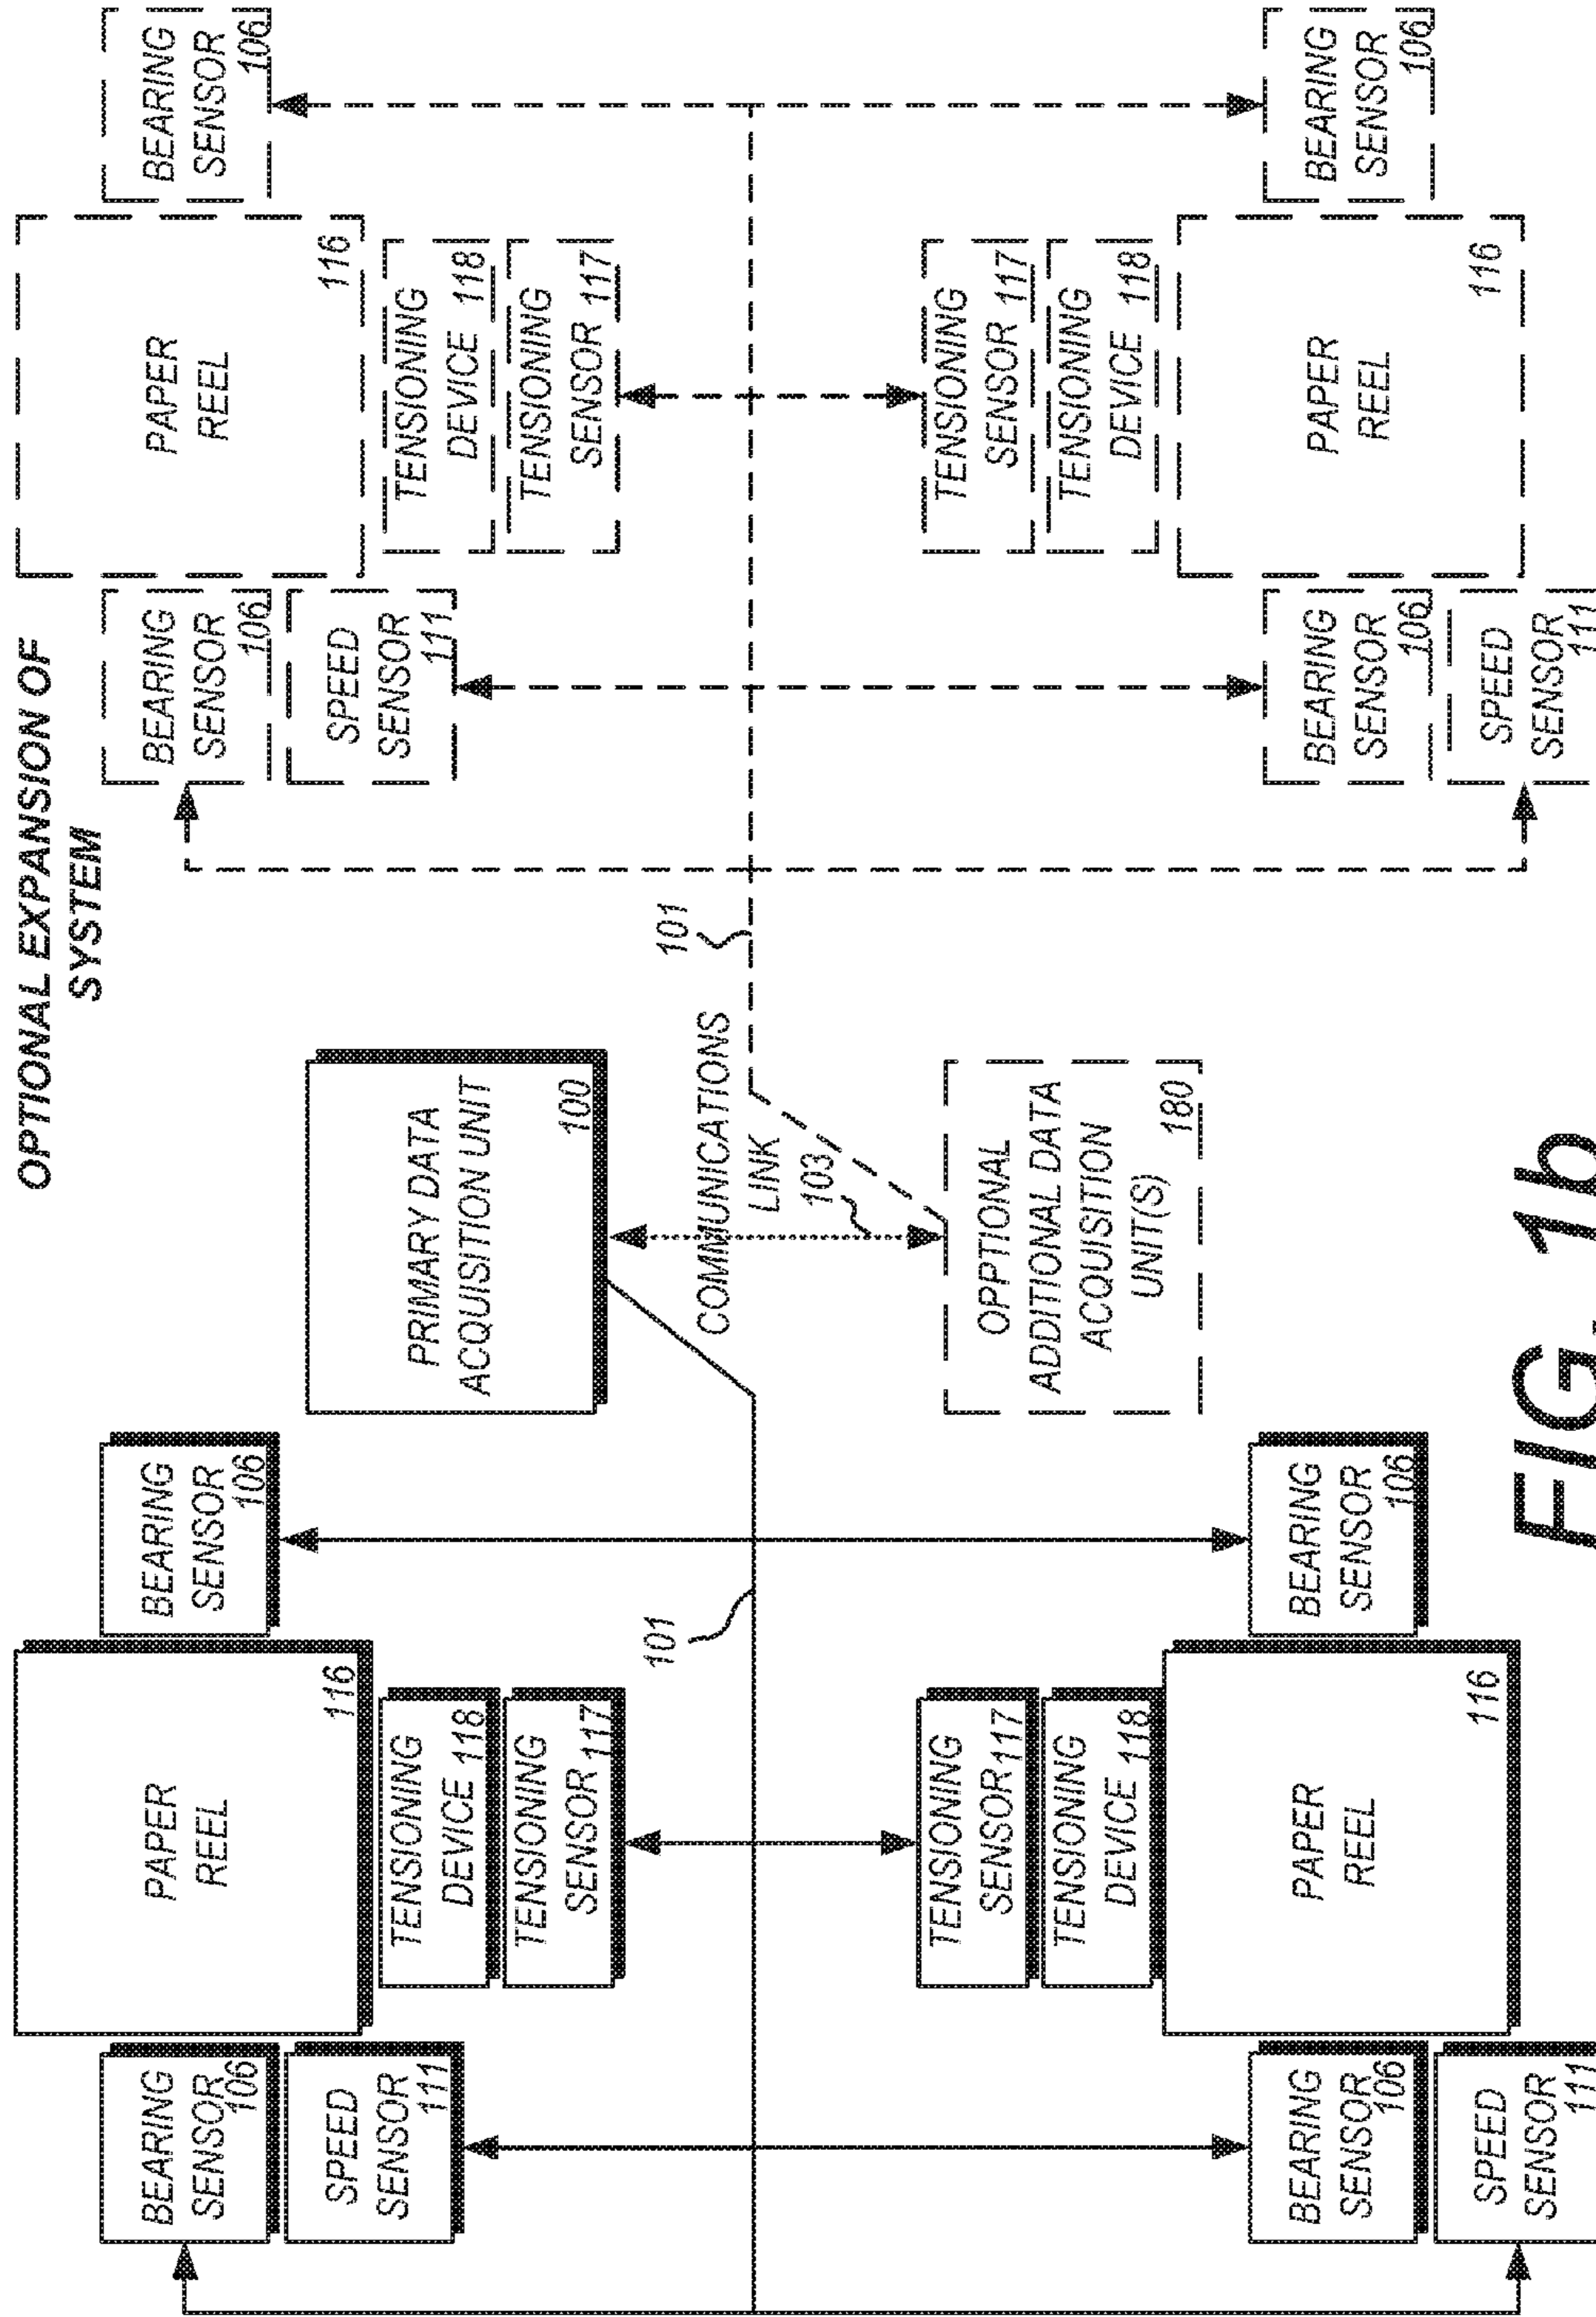 OPTIONAL EXPANSION OF
SYSTEM
BEARING
SENSOR
106
SPEED
SENSOR
111
PAPER
REEL
116
TENSIONING
DEVICE 118
TENSIONING
SENSOR 117
BEARING
SENSOR
106
PRIMARY DATA
ACQUISITION UNIT
100
BEARING
SENSOR
106
SPEED
SENSOR
111
PAPER
REEL
116
TENSIONING
DEVICE 118
TENSIONING
SENSOR 117
BEARING
SENSOR
106
101
COMMUNICATIONS
LINK
103
101
TENSIONING
SENSOR 117
TENSIONING
DEVICE 118
PAPER
REEL
116
BEARING
SENSOR
106
SPEED
SENSOR
111
BEARING
SENSOR
106
OPPTIONAL
ADDITIONAL DATA
ACQUISITION
UNIT(S)
180
TENSIONING
SENSOR 117
TENSIONING
DEVICE 118
PAPER
REEL
116
BEARING
SENSOR
106
SPEED
SENSOR
111
BEARING
SENSOR
106
FIG. 1b